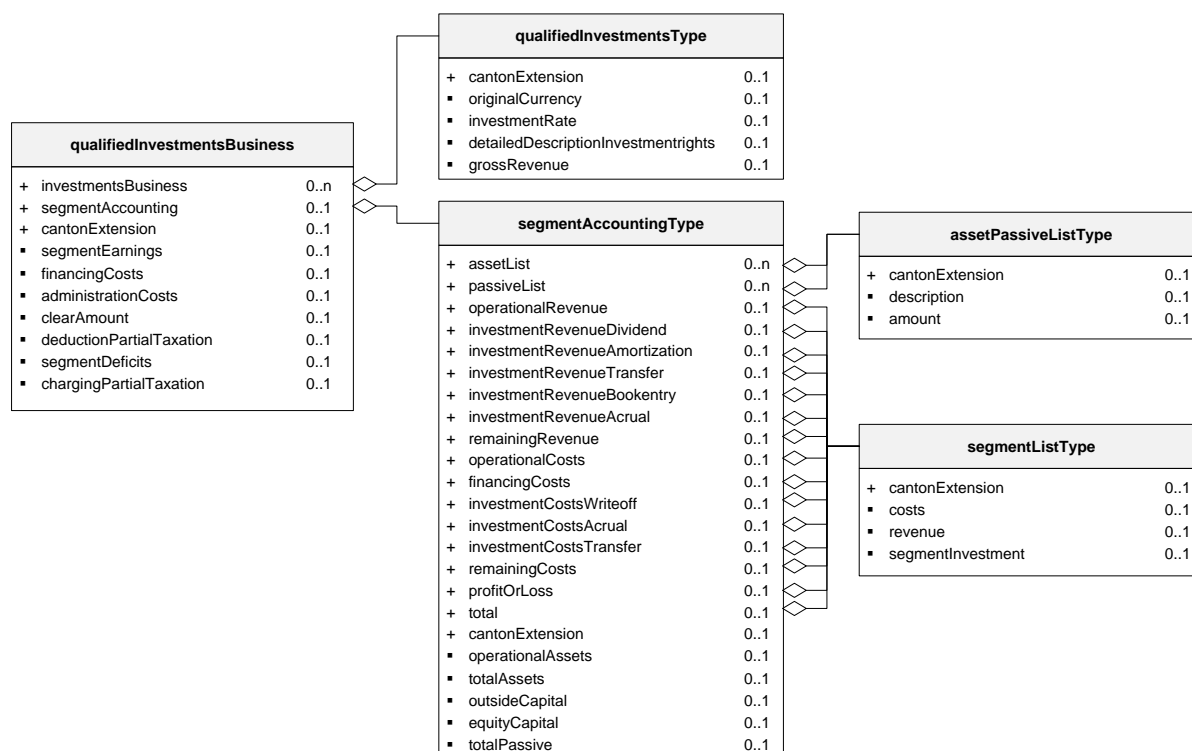 qualifiedInvestmentsType
+ cantonExtension 0..1
▪ originalCurrency 0..1
▪ investmentRate 0..1
▪ detailedDescriptionInvestmentrights 0..1
▪ grossRevenue 0..1
qualifiedInvestmentsBusiness
+ investmentsBusiness 0..n
+ segmentAccounting 0..1
+ cantonExtension 0..1
▪ segmentEarnings 0..1
▪ financingCosts 0..1
▪ administrationCosts 0..1
▪ clearAmount 0..1
▪ deductionPartialTaxation 0..1
▪ segmentDeficits 0..1
▪ chargingPartialTaxation 0..1
segmentAccountingType
+ assetList 0..n
+ passiveList 0..n
+ operationalRevenue 0..1
+ investmentRevenueDividend 0..1
+ investmentRevenueAmortization 0..1
+ investmentRevenueTransfer 0..1
+ investmentRevenueBookentry 0..1
+ investmentRevenueAcrual 0..1
+ remainingRevenue 0..1
+ operationalCosts 0..1
+ financingCosts 0..1
+ investmentCostsWriteoff 0..1
+ investmentCostsAcrual 0..1
+ investmentCostsTransfer 0..1
+ remainingCosts 0..1
+ profitOrLoss 0..1
+ total 0..1
+ cantonExtension 0..1
▪ operationalAssets 0..1
▪ totalAssets 0..1
▪ outsideCapital 0..1
▪ equityCapital 0..1
▪ totalPassive 0..1
assetPassiveListType
+ cantonExtension 0..1
▪ description 0..1
▪ amount 0..1
segmentListType
+ cantonExtension 0..1
▪ costs 0..1
▪ revenue 0..1
▪ segmentInvestment 0..1